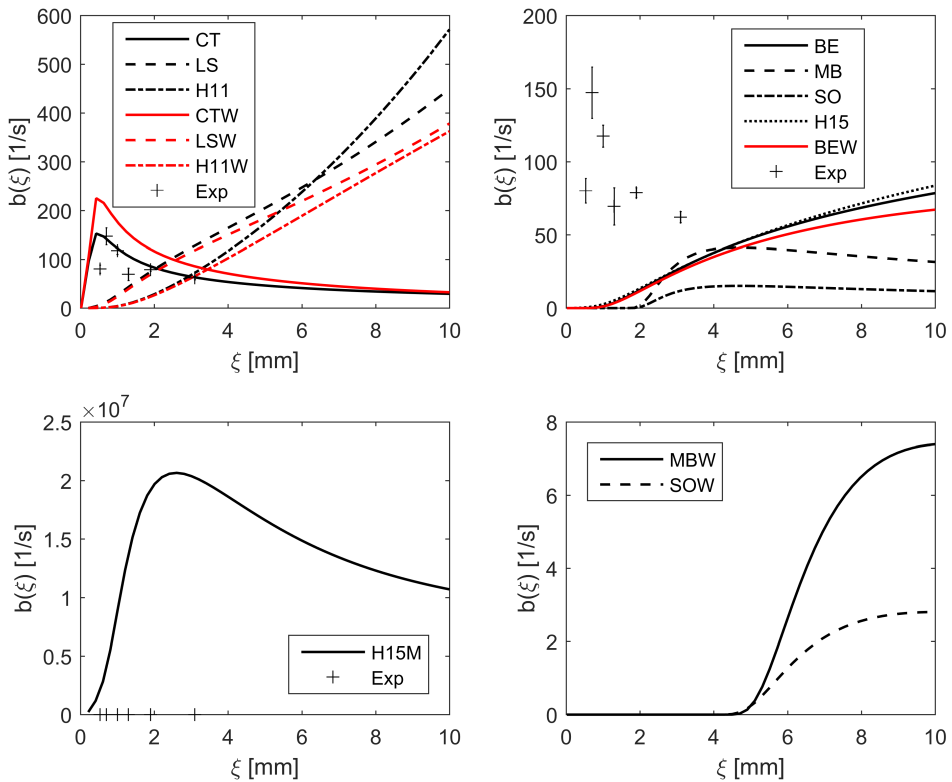 600
500
400
300
200
100
0
b(ξ) [1/s]
CT
LS
H11
CTW
LSW
H11W
Exp
0 2 4 6 8 10
ξ [mm]
200
150
100
50
0
b(ξ) [1/s]
BE
MB
SO
H15
BEW
Exp
0 2 4 6 8 10
ξ [mm]
×10^7
2.5
2
1.5
1
0.5
0
b(ξ) [1/s]
H15M
Exp
0 2 4 6 8 10
ξ [mm]
8
6
4
2
0
b(ξ) [1/s]
MBW
SOW
0 2 4 6 8 10
ξ [mm]